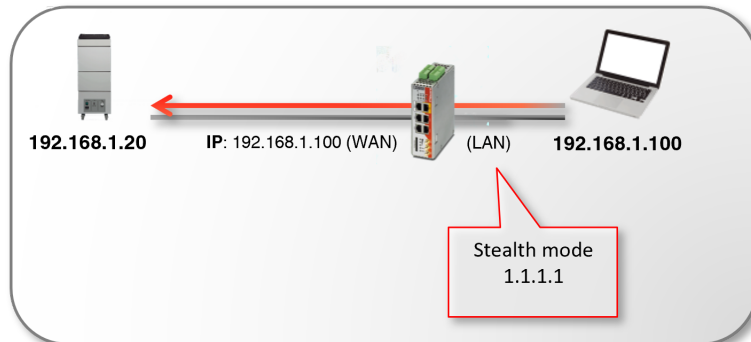 192.168.1.20
IP: 192.168.1.100 (WAN)
(LAN)
192.168.1.100
Stealth mode
1.1.1.1